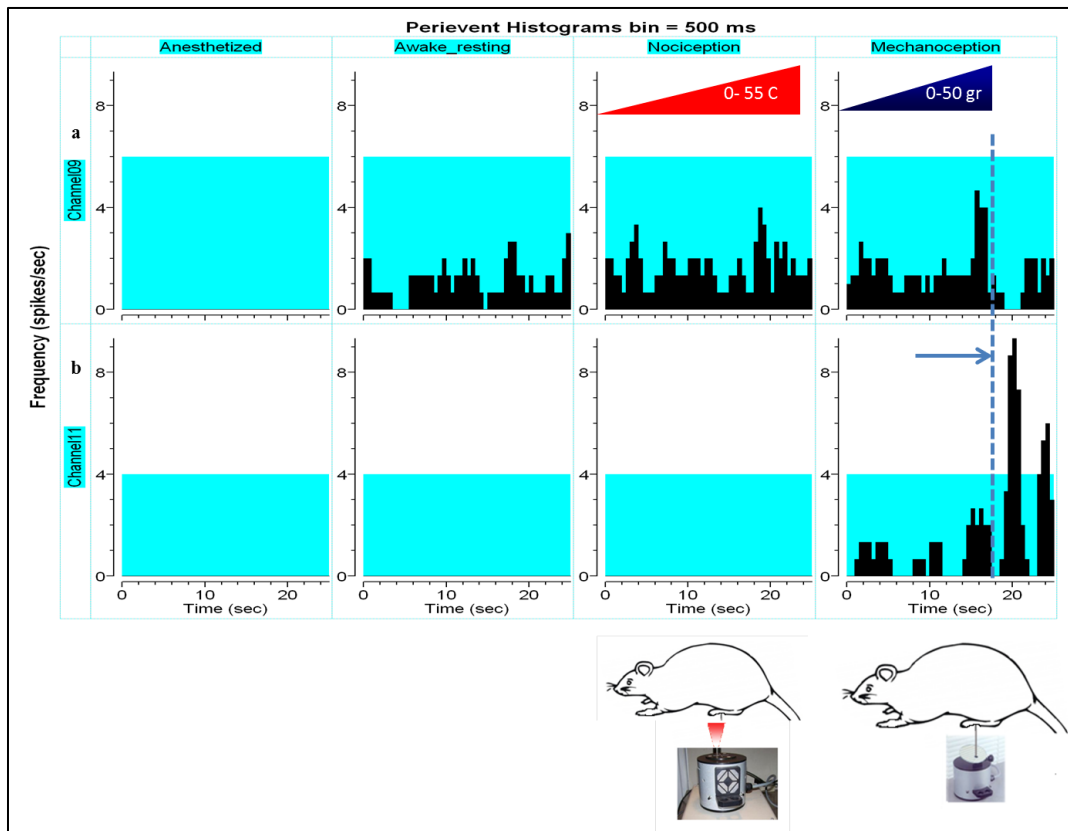 Perievent Histograms bin = 500 ms
Anesthetized Awake_resting Nociception Mechanoception
0- 55 C 0-50 gr
a
b
Channel09
Channel11
Frequency (spikes/sec)
8 8 8 8
4 4 4 4
0 0 0 0
8 8 8 8
4 4 4 4
0 0 0 0
0 20 0 20 0 20 0 10 20
Time (sec) Time (sec) Time (sec) Time (sec)